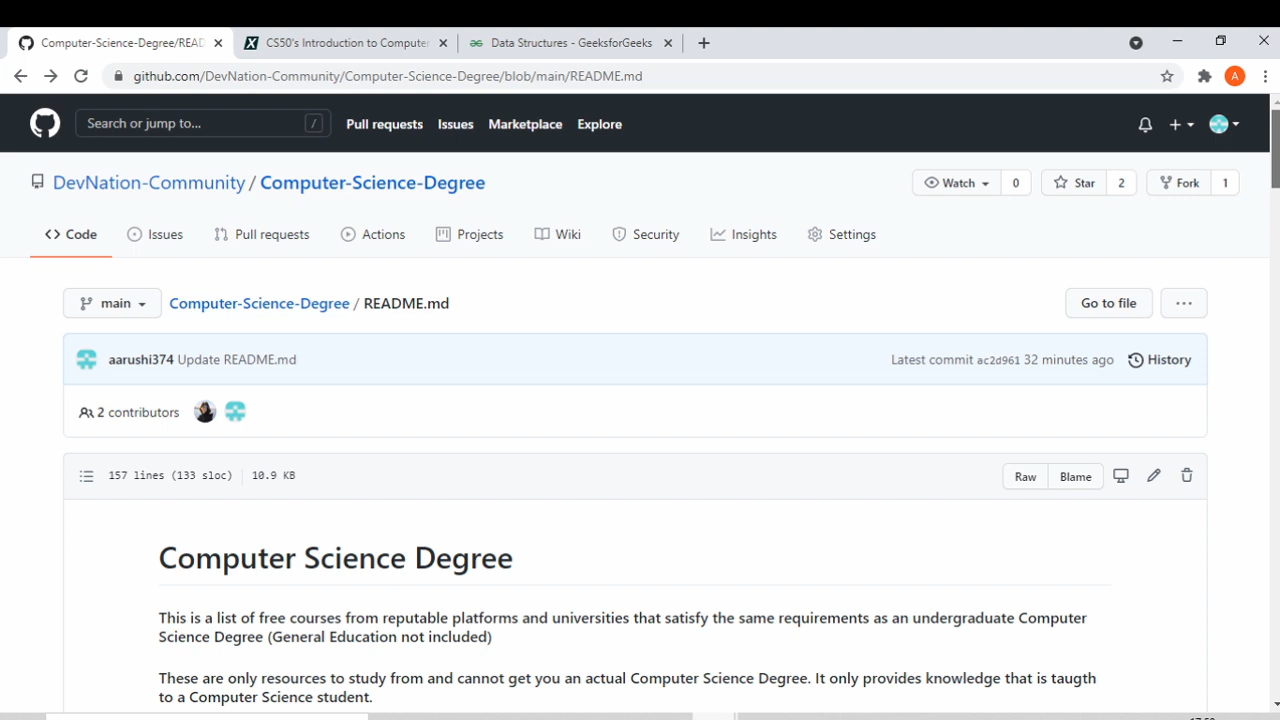 Computer-Science-Degree/READ
CS50's Introduction to Computer
Data Structures - GeeksforGeeks
github.com/DevNation-Community/Computer-Science-Degree/blob/main/README.md
A
Search or jump to...
/
Pull requests
Issues
Marketplace
Explore
DevNation-Community / Computer-Science-Degree
Watch 0
Star 2
Fork 1
Code
Issues
Pull requests
Actions
Projects
Wiki
Security
Insights
Settings
main
Computer-Science-Degree / README.md
Go to file
aarushi374 Update README.md
Latest commit ac2d961 32 minutes ago
History
2 contributors
157 lines (133 sloc)
10.9 KB
Raw
Blame
Computer Science Degree
This is a list of free courses from reputable platforms and universities that satisfy the same requirements as an undergraduate Computer
Science Degree (General Education not included)
These are only resources to study from and cannot get you an actual Computer Science Degree. It only provides knowledge that is taugth
to a Computer Science student.